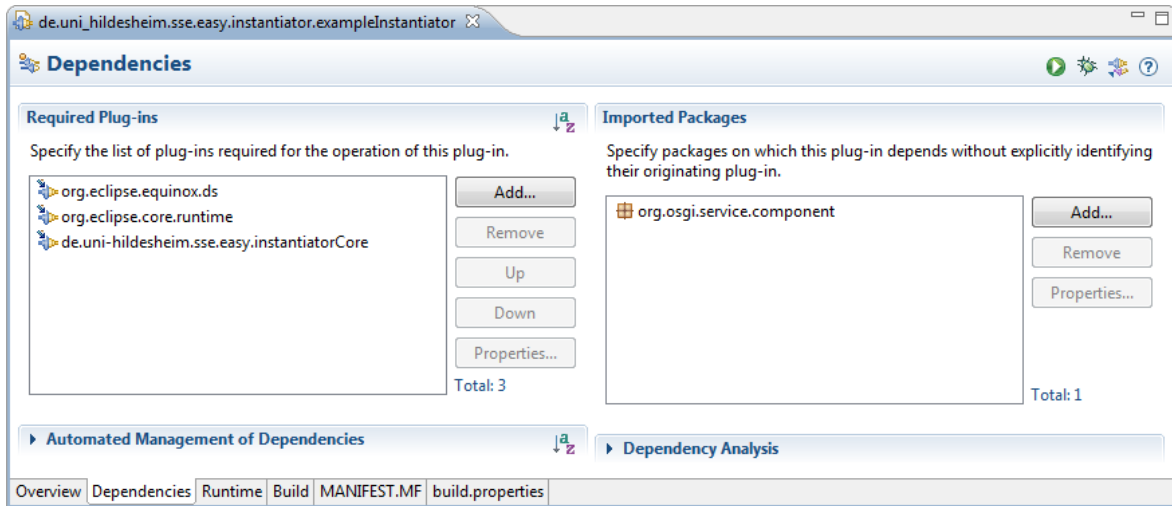 de.uni_hildesheim.sse.easy.instantiator.exampleInstantiator
Dependencies
Required Plug-ins
Specify the list of plug-ins required for the operation of this plug-in.
org.eclipse.equinox.ds
org.eclipse.core.runtime
de.uni-hildesheim.sse.easy.instantiatorCore
Add...
Remove
Up
Down
Properties...
Total: 3
Imported Packages
Specify packages on which this plug-in depends without explicitly identifying
their originating plug-in.
org.osgi.service.component
Add...
Remove
Properties...
Total: 1
Automated Management of Dependencies
Dependency Analysis
Overview Dependencies Runtime Build MANIFEST.MF build.properties